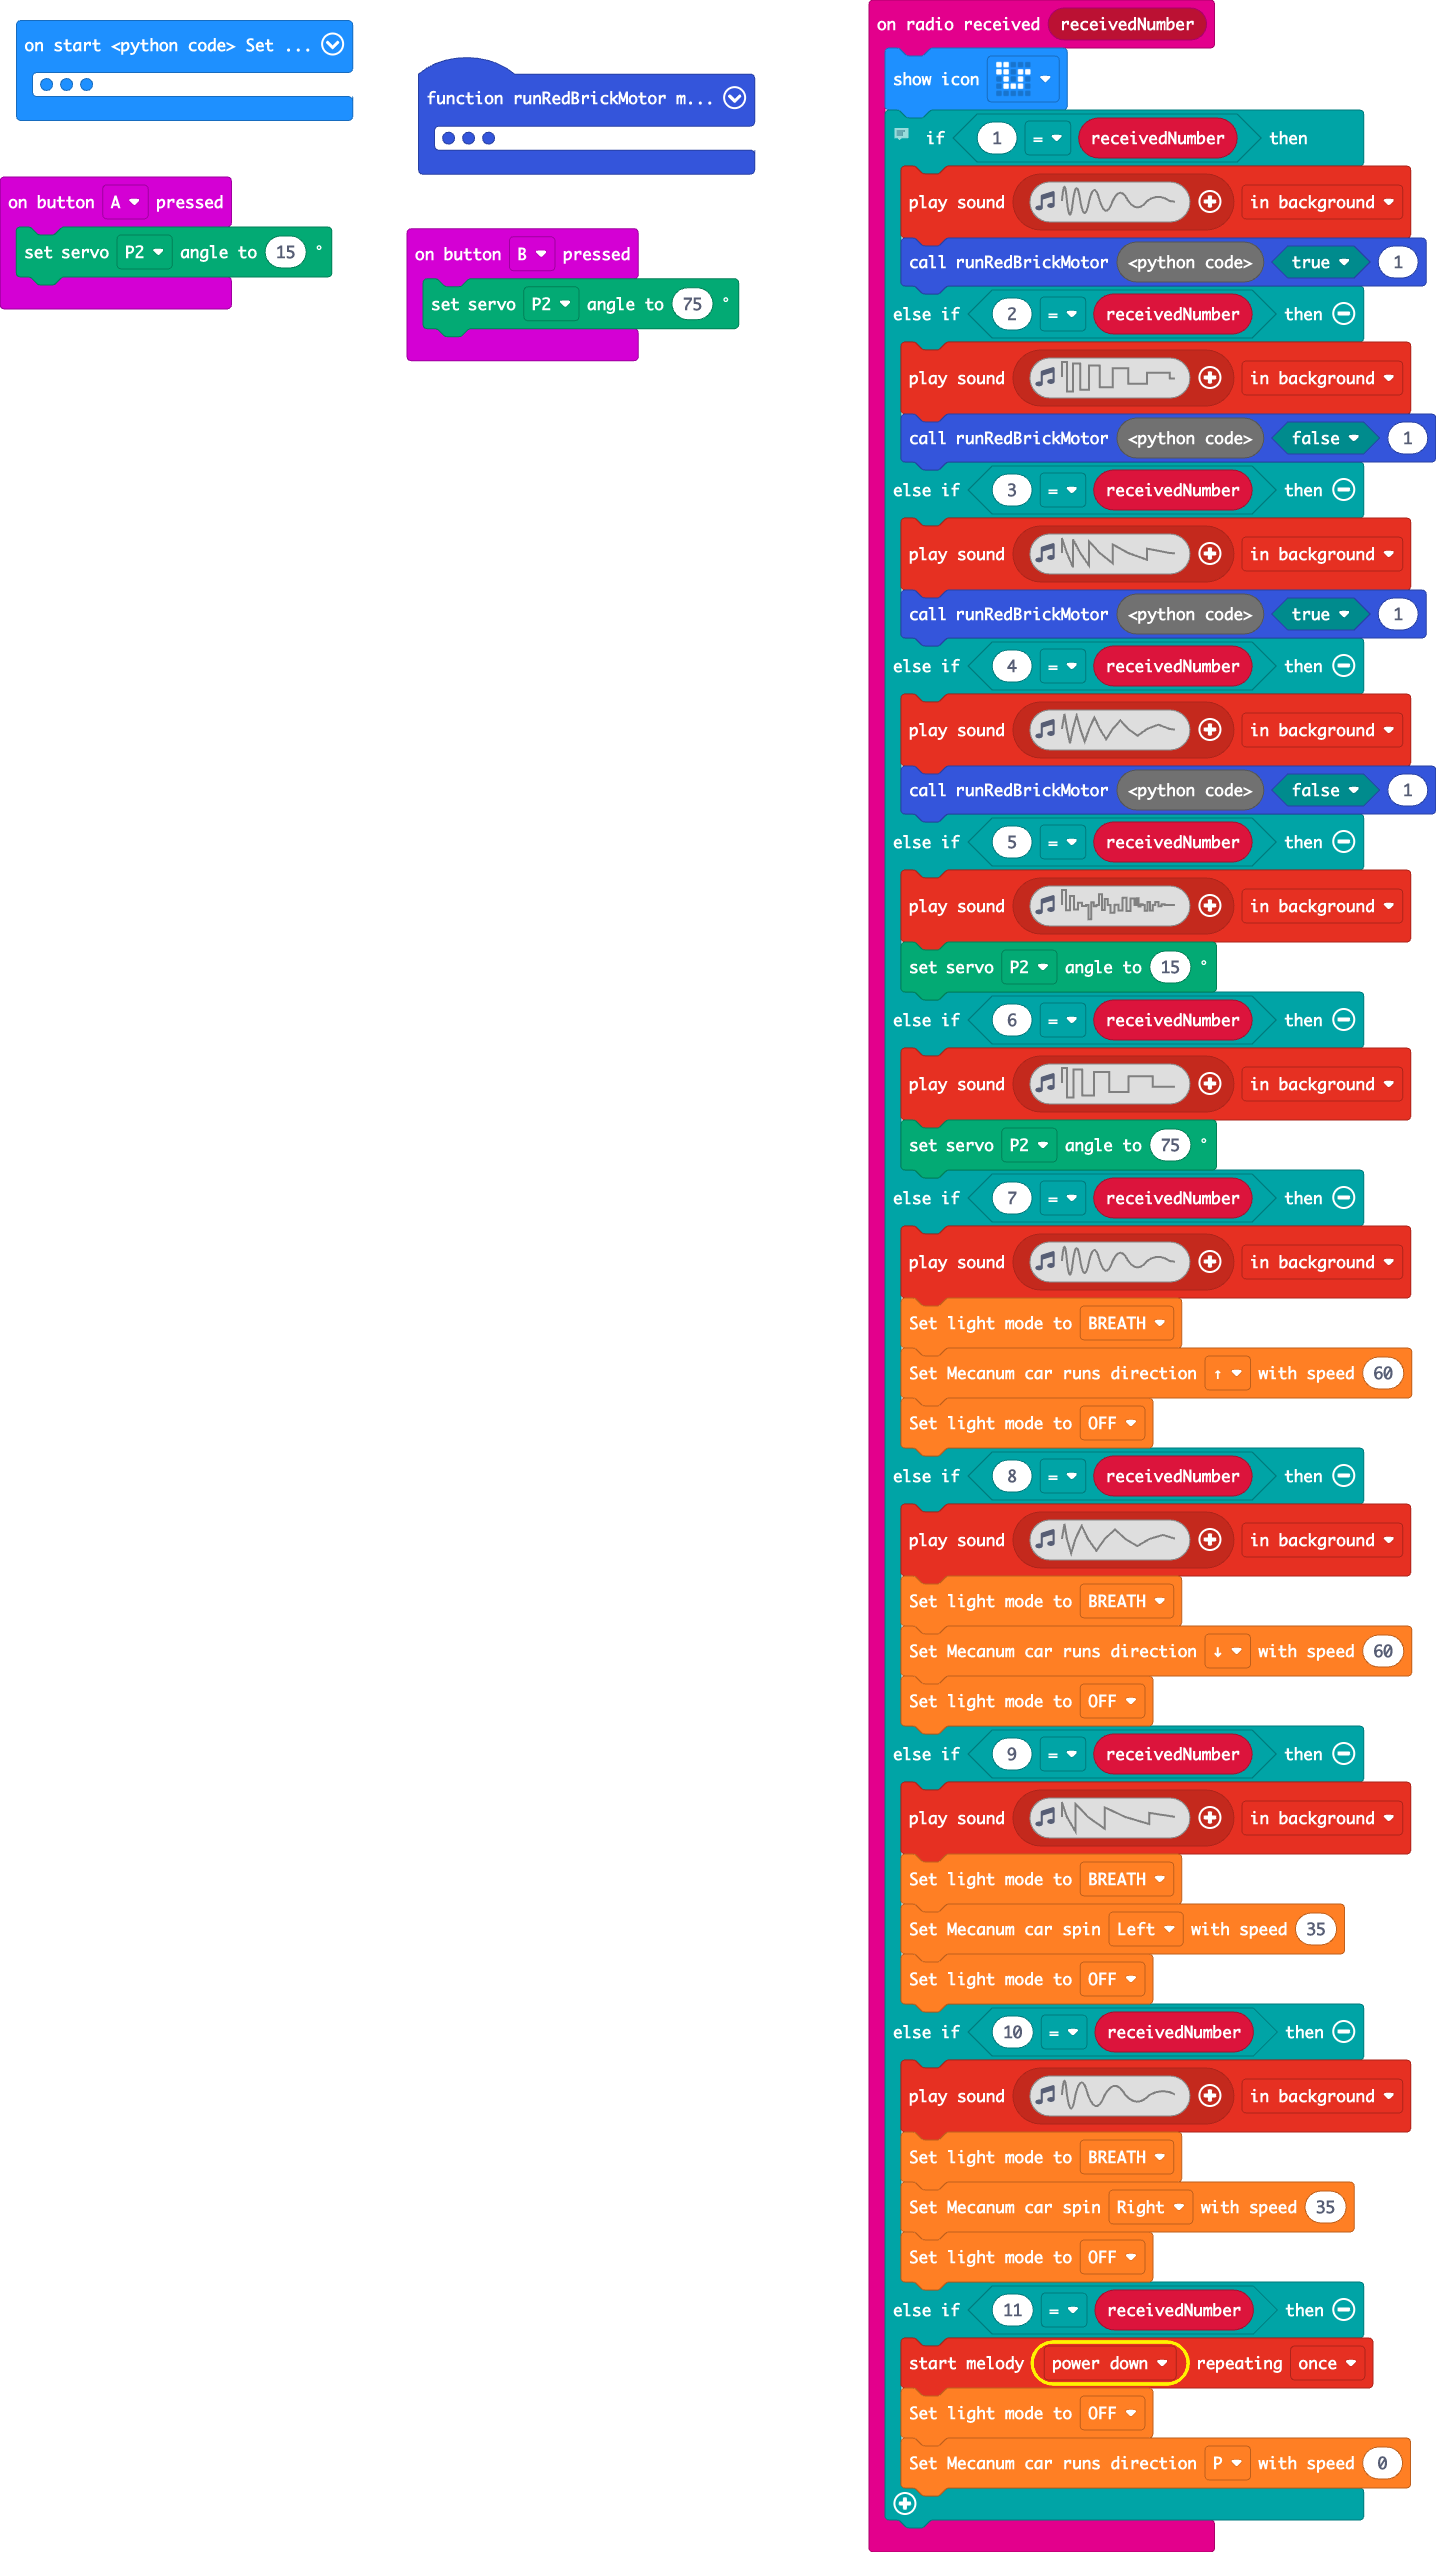 on start <python code> Set ...
function runRedBrickMotor m...
on button A pressed
set servo P2 angle to 15 °
on button B pressed
set servo P2 angle to 75 °
on radio received receivedNumber
show icon
if 1 = receivedNumber then
play sound in background
call runRedBrickMotor <python code> true 1
else if 2 = receivedNumber then
play sound in background
call runRedBrickMotor <python code> false 1
else if 3 = receivedNumber then
play sound in background
call runRedBrickMotor <python code> true 1
else if 4 = receivedNumber then
play sound in background
call runRedBrickMotor <python code> false 1
else if 5 = receivedNumber then
play sound in background
set servo P2 angle to 15 °
else if 6 = receivedNumber then
play sound in background
set servo P2 angle to 75 °
else if 7 = receivedNumber then
play sound in background
Set light mode to BREATH
Set Mecanum car runs direction ↑ with speed 60
Set light mode to OFF
else if 8 = receivedNumber then
play sound in background
Set light mode to BREATH
Set Mecanum car runs direction ↓ with speed 60
Set light mode to OFF
else if 9 = receivedNumber then
play sound in background
Set light mode to BREATH
Set Mecanum car spin Left with speed 35
Set light mode to OFF
else if 10 = receivedNumber then
play sound in background
Set light mode to BREATH
Set Mecanum car spin Right with speed 35
Set light mode to OFF
else if 11 = receivedNumber then
start melody power down repeating once
Set light mode to OFF
Set Mecanum car runs direction P with speed 0